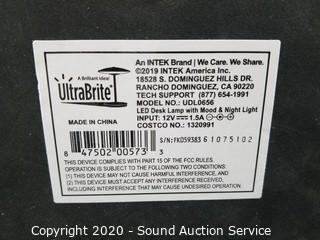 An INTEK Brand | We Care. We Share.
©2019 INTEK America Inc.
18528 S. DOMINGUEZ HILLS DR.
RANCHO DOMINGUEZ, CA 90220
TECH SUPPORT (877) 654-1991
MODEL NO.: UDL0656
LED Desk Lamp with Mood & Night Light
INPUT: 12V⎓1.5A
COSTCO NO.: 1320991
A Brilliant Idea!
UltraBrite
MADE IN CHINA
S/N:FK059383 61075102
8 47502 00573 3
THIS DEVICE COMPLIES WITH PART 15 OF THE FCC RULES.
OPERATION IS SUBJECT TO THE FOLLOWING TWO CONDITIONS:
(1) THIS DEVICE MAY NOT CAUSE HARMFUL INTERFERENCE, AND
(2) THIS DEVICE MUST ACCEPT ANY INTERFERENCE RECEIVED,
INCLUDING INTERFERENCE THAT MAY CAUSE UNDESIRED OPERATION.
Copyright 2020 - Sound Auction Service